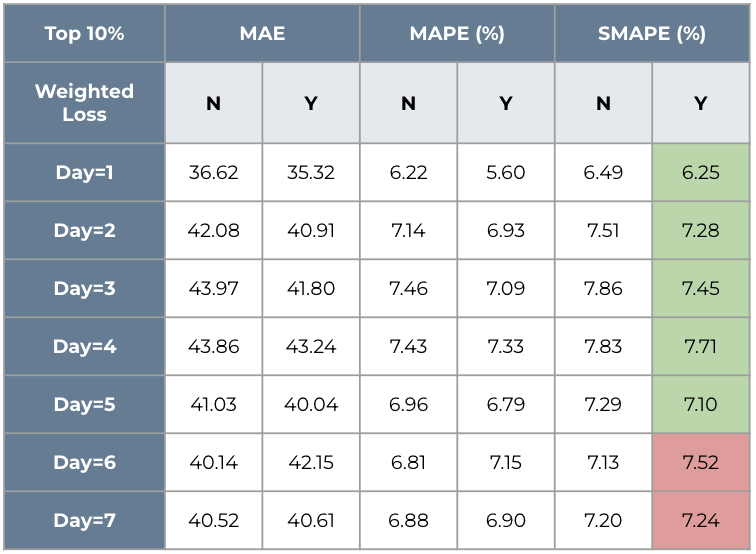 Top 10% MAE MAPE (%) SMAPE (%)
Weighted
Loss N Y N Y N Y
Day=1 36.62 35.32 6.22 5.60 6.49 6.25
Day=2 42.08 40.91 7.14 6.93 7.51 7.28
Day=3 43.97 41.80 7.46 7.09 7.86 7.45
Day=4 43.86 43.24 7.43 7.33 7.83 7.71
Day=5 41.03 40.04 6.96 6.79 7.29 7.10
Day=6 40.14 42.15 6.81 7.15 7.13 7.52
Day=7 40.52 40.61 6.88 6.90 7.20 7.24